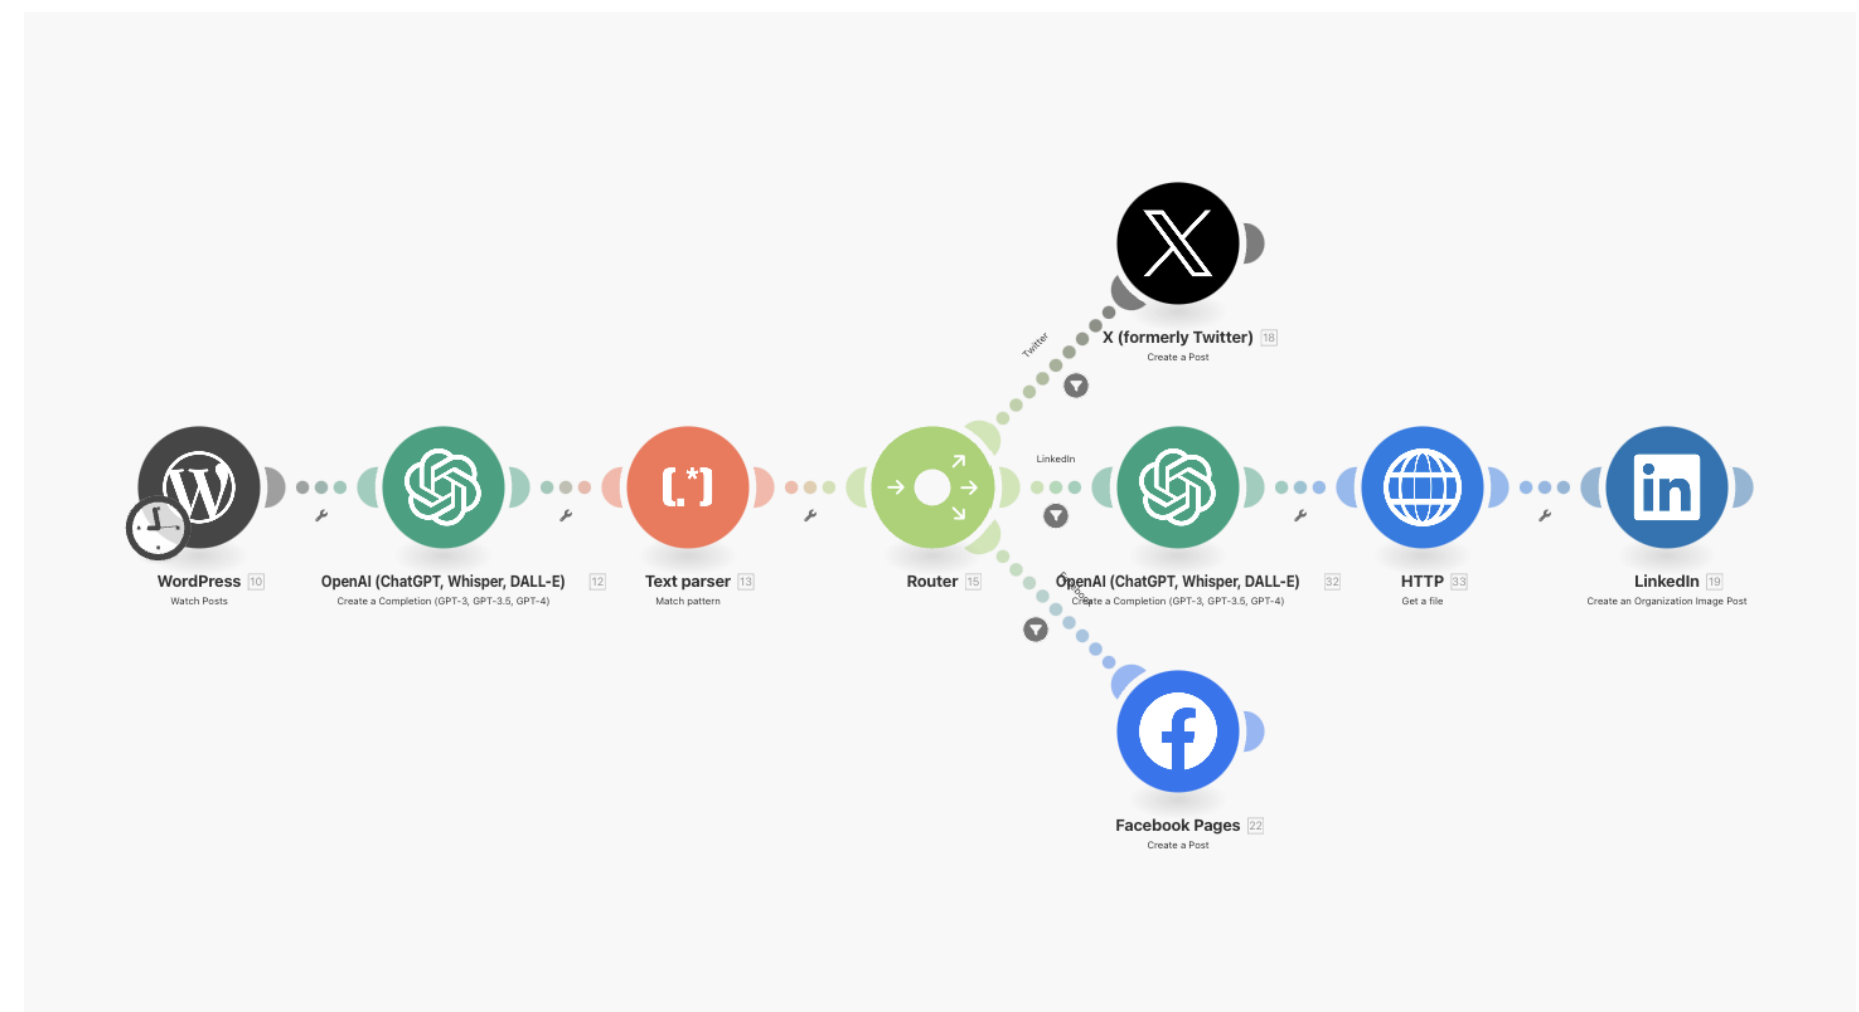 Twitter
X (formerly Twitter) 18
Create a Post
LinkedIn
WordPress 10
Watch Posts
OpenAI (ChatGPT, Whisper, DALL-E) 12
Create a Completion (GPT-3, GPT-3.5, GPT-4)
Text parser 13
Match pattern
Router 15
Facebook
OpenAI (ChatGPT, Whisper, DALL-E) 32
Create a Completion (GPT-3, GPT-3.5, GPT-4)
HTTP 33
Get a file
LinkedIn 19
Create an Organization Image Post
Facebook Pages 22
Create a Post